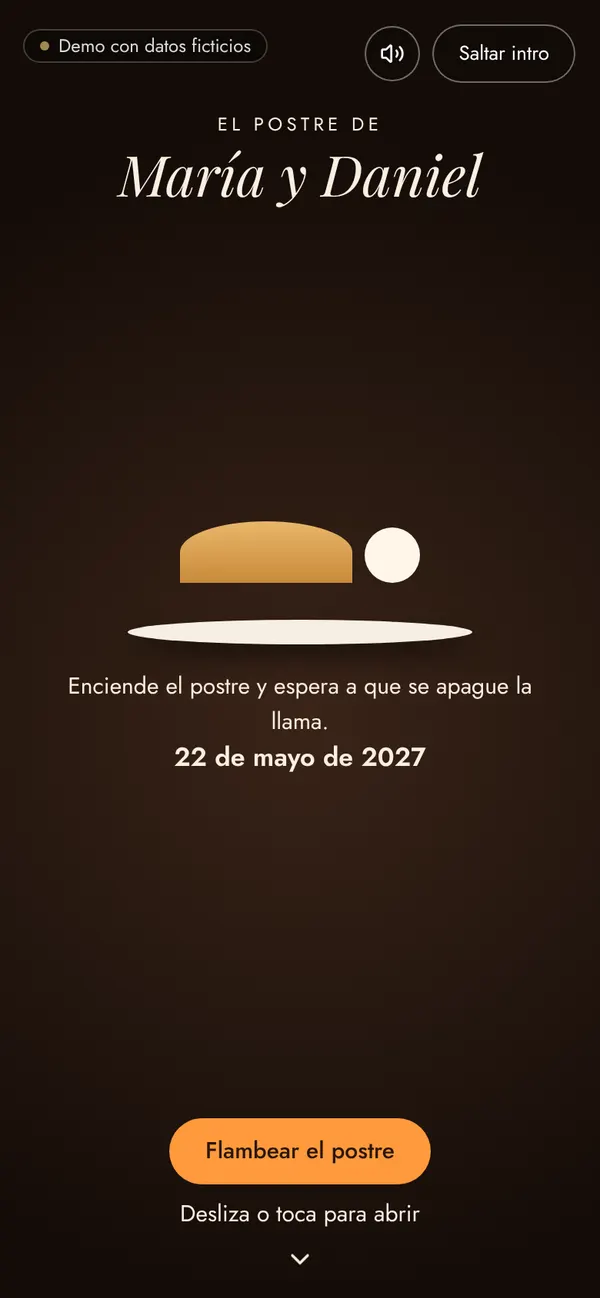 Demo con datos ficticios
Saltar intro
EL POSTRE DE
María y Daniel
Enciende el postre y espera a que se apague la
llama.
22 de mayo de 2027
Flambear el postre
Desliza o toca para abrir